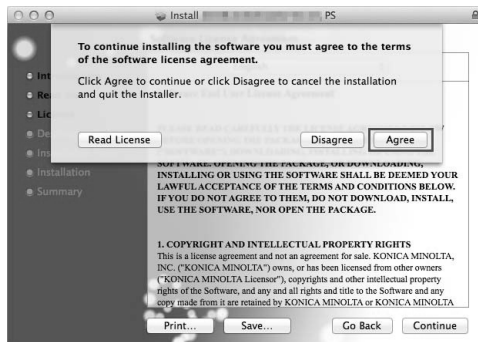 Install , PS
To continue installing the software you must agree to the terms
of the software license agreement.
Click Agree to continue or click Disagree to cancel the installation
and quit the Installer.
Read License
Disagree
Agree
Installation
Summary
SOFTWARE. OPENING THE PACKAGE, OR DOWNLOADING,
INSTALLING OR USING THE SOFTWARE SHALL BE DEEMED YOUR
LAWFUL ACCEPTANCE OF THE TERMS AND CONDITIONS BELOW.
IF YOU DO NOT AGREE TO THEM, DO NOT DOWNLOAD, INSTALL,
USE THE SOFTWARE, NOR OPEN THE PACKAGE.
1. COPYRIGHT AND INTELLECTUAL PROPERTY RIGHTS
This is a license agreement and not an agreement for sale. KONICA MINOLTA,
INC. ("KONICA MINOLTA") owns, or has been licensed from other owners
("KONICA MINOLTA Licensor"), copyrights and other intellectual property
rights of the Software, and any and all rights and title to the Software and any
copy made from it are retained by KONICA MINOLTA or KONICA MINOLTA
Print...
Save...
Go Back
Continue